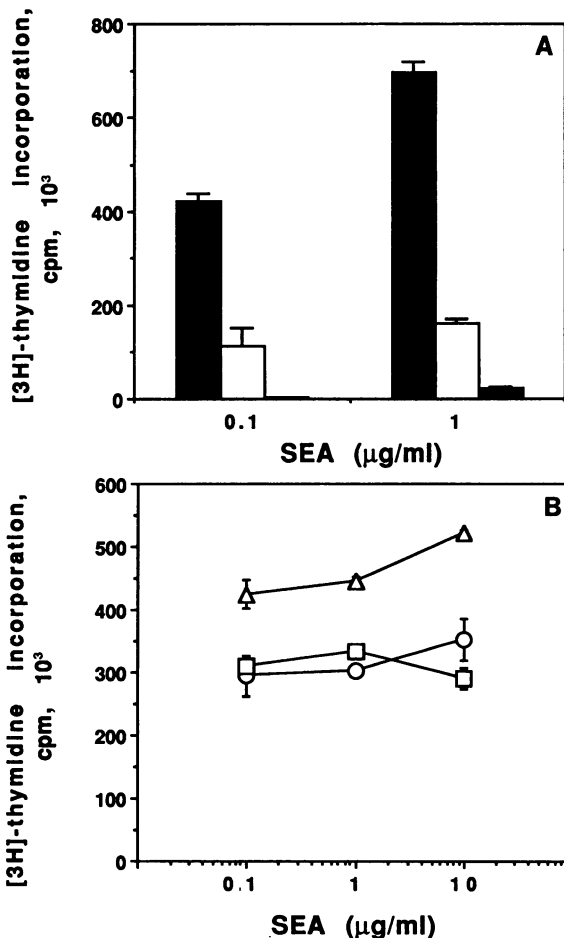 A
[3H]-thymidine Incorporation,
cpm, 10³
800
600
400
200
0
0.1 1
SEA (μg/ml)
B
[3H]-thymidine Incorporation,
cpm, 10³
600
500
400
300
200
100
0
0.1 1 10
SEA (μg/ml)